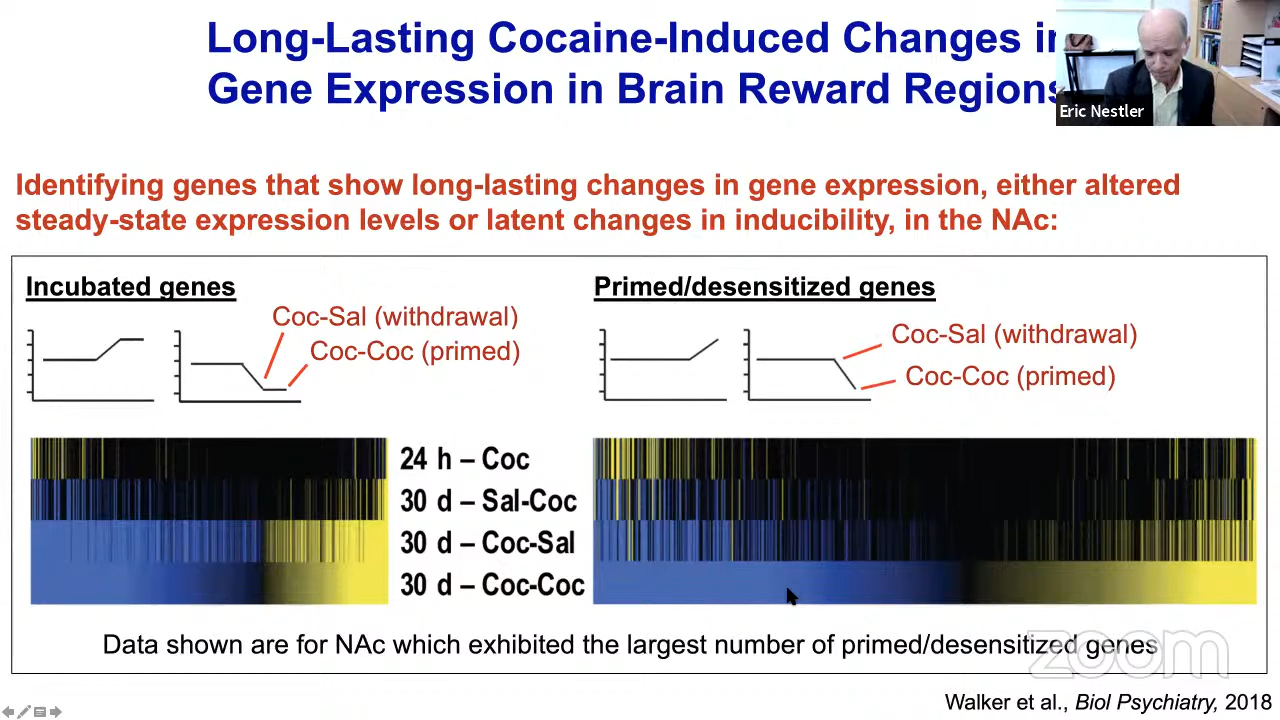 Long-Lasting Cocaine-Induced Changes in
Gene Expression in Brain Reward Regions
Eric Nestler
Identifying genes that show long-lasting changes in gene expression, either altered
steady-state expression levels or latent changes in inducibility, in the NAc:
Incubated genes
Coc-Sal (withdrawal)
Coc-Coc (primed)
Primed/desensitized genes
Coc-Sal (withdrawal)
Coc-Coc (primed)
24 h – Coc
30 d – Sal-Coc
30 d – Coc-Sal
30 d – Coc-Coc
Data shown are for NAc which exhibited the largest number of primed/desensitized genes
zoom
Walker et al., Biol Psychiatry, 2018